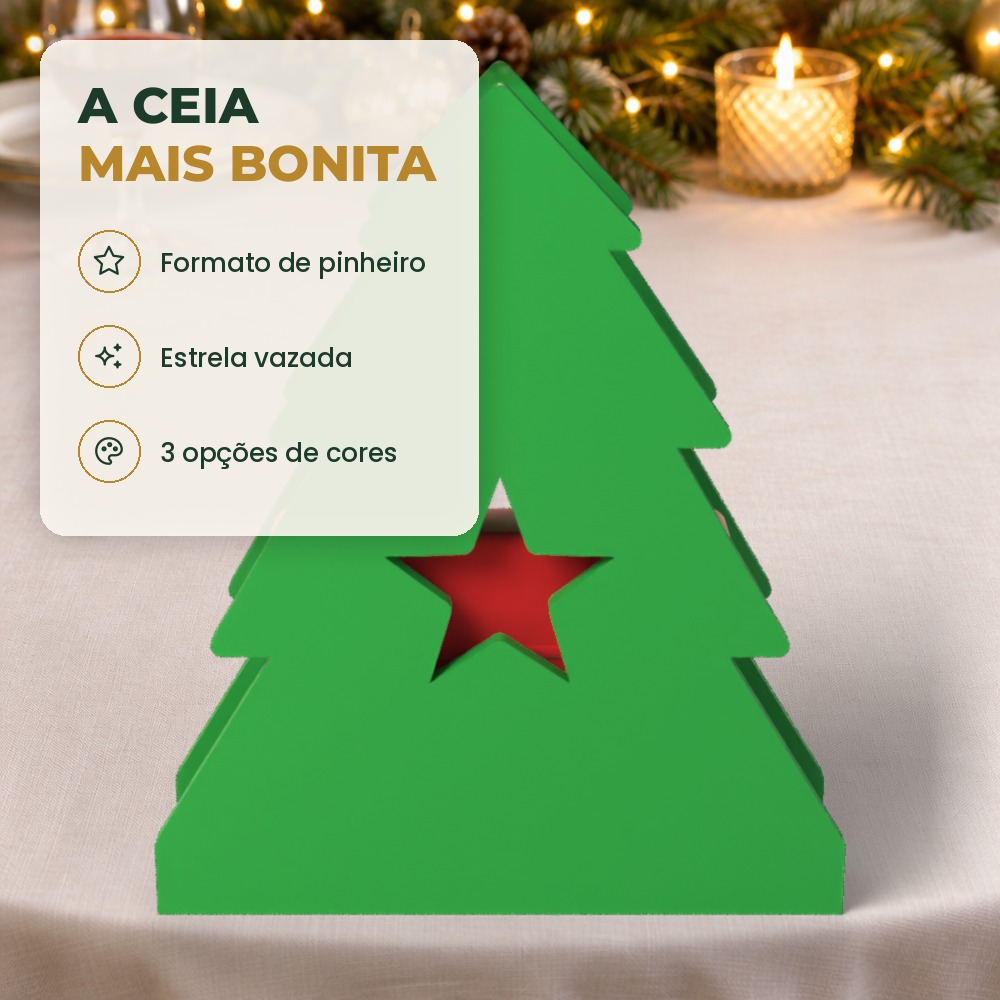 A CEIA
MAIS BONITA
Formato de pinheiro
Estrela vazada
3 opções de cores